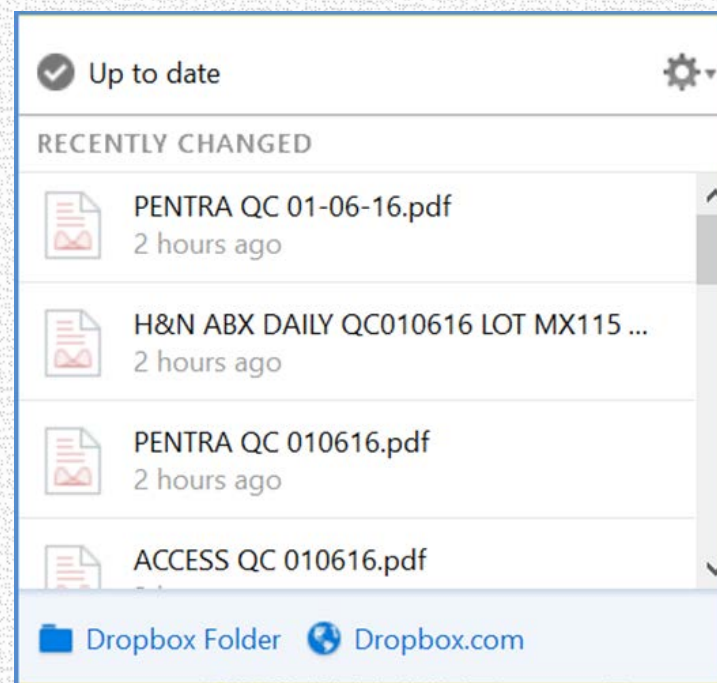 Up to date
RECENTLY CHANGED
PENTRA QC 01-06-16.pdf
2 hours ago
H&N ABX DAILY QC010616 LOT MX115 ...
2 hours ago
PENTRA QC 010616.pdf
2 hours ago
ACCESS QC 010616.pdf
Dropbox Folder
Dropbox.com